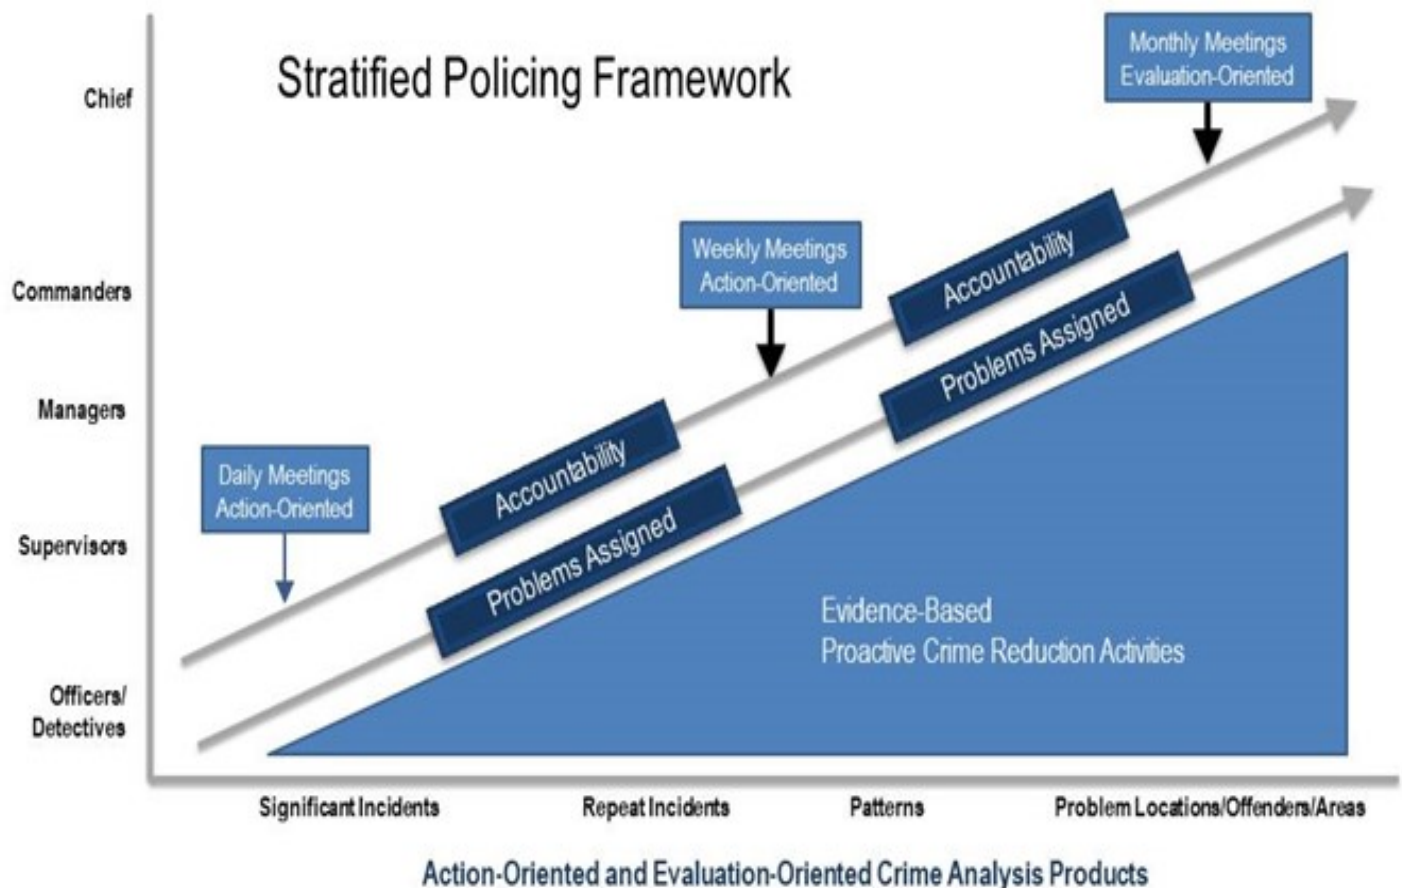 Stratified Policing Framework
Monthly Meetings
Evaluation-Oriented
Chief
Weekly Meetings
Action-Oriented
Accountability
Commanders
Problems Assigned
Managers
Daily Meetings
Action-Oriented
Accountability
Supervisors
Problems Assigned
Evidence-Based
Proactive Crime Reduction Activities
Officers/
Detectives
Significant Incidents
Repeat Incidents
Patterns
Problem Locations/Offenders/Areas
Action-Oriented and Evaluation-Oriented Crime Analysis Products